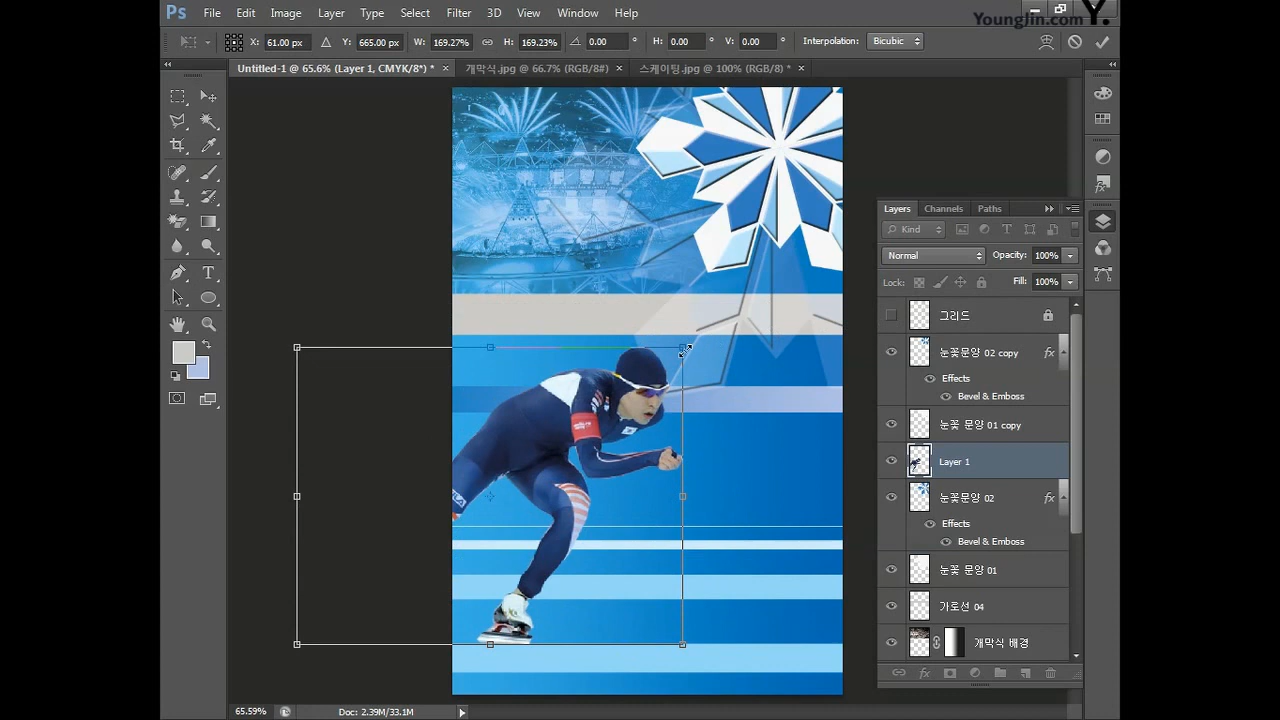 Ps File Edit Image Layer Type Select Filter 3D View Window Help
YoungJin.com Y.
X: 61.00 px Y: 665.00 px W: 169.27% H: 169.23% 0.00 ° H: 0.00 ° V: 0.00 ° Interpolation: Bicubic
Untitled-1 @ 65.6% (Layer 1, CMYK/8*) * × 개막식.jpg @ 66.7% (RGB/8#) × 스케이팅.jpg @ 100% (RGB/8) * ×
Layers Channels Paths
Kind
Normal Opacity: 100%
Lock: Fill: 100%
그리드
눈꽃문양 02 copy fx
Effects
Bevel & Emboss
눈꽃 문양 01 copy
Layer 1
눈꽃문양 02 fx
Effects
Bevel & Emboss
눈꽃 문양 01
가로선 04
개막식 배경
fx
65.59% Doc: 2.39M/33.1M